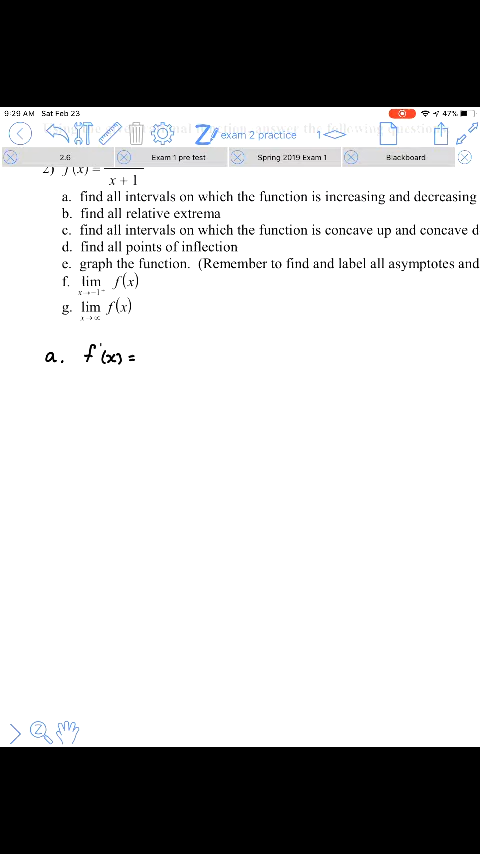 9:29 AM Sat Feb 23 47%
exam 2 practice 1
2.6 Exam 1 pre test Spring 2019 Exam 1 Blackboard
2) f(x) =
x + 1
a. find all intervals on which the function is increasing and decreasing
b. find all relative extrema
c. find all intervals on which the function is concave up and concave d
d. find all points of inflection
e. graph the function. (Remember to find and label all asymptotes and
f. lim f(x)
x→−1⁻
g. lim f(x)
x→∞
a. f'(x) =